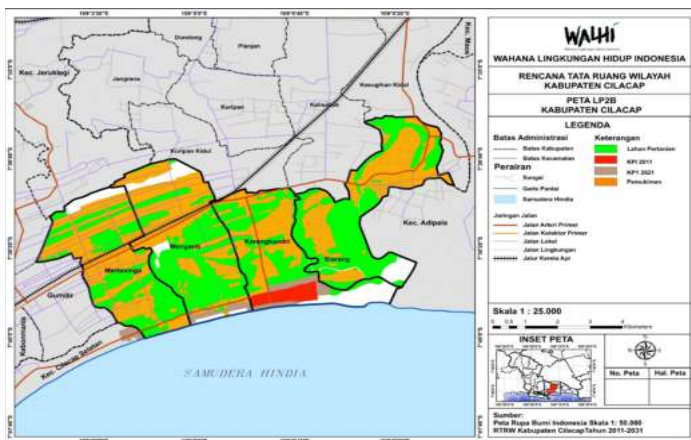 WALHI
WAHANA LINGKUNGAN HIDUP INDONESIA
RENCANA TATA RUANG WILAYAH
KABUPATEN CILACAP
PETA LP2B
KABUPATEN CILACAP
LEGENDA
Batas Administrasi
Batas Kabupaten
Batas Kecamatan
Perairan
Sungai
Garis Pantai
Samudera Hindia
Jaringan Jalan
Jalan Arteri Primer
Jalan Kolektor Primer
Jalan Lokal
Jalan Lingkungan
Jalur Kereta Api
Keterangan
Lahan Pertanian
KPI 2011
KPI 2021
Pemukiman
Skala 1 : 25.000
Kilometers
INSET PETA
No. Peta
Hal. Peta
Sumber:
Peta Rupa Bumi Indonesia Skala 1: 50.000
RTRW Kabupaten CilacapTahun 2011-2031
Kec. Jeruklegi
Jangrana
Planjan
Kuripan
Kuripan Kidul
Kalisabuk
Kesugihan Kidul
Kec. Maos
Kec. Adipala
Menganti
Karangkandri
Slarang
Mertasinga
Gumilir
Kebonmanis
Kec. Cilacap Selatan
SAMUDERA HINDIA